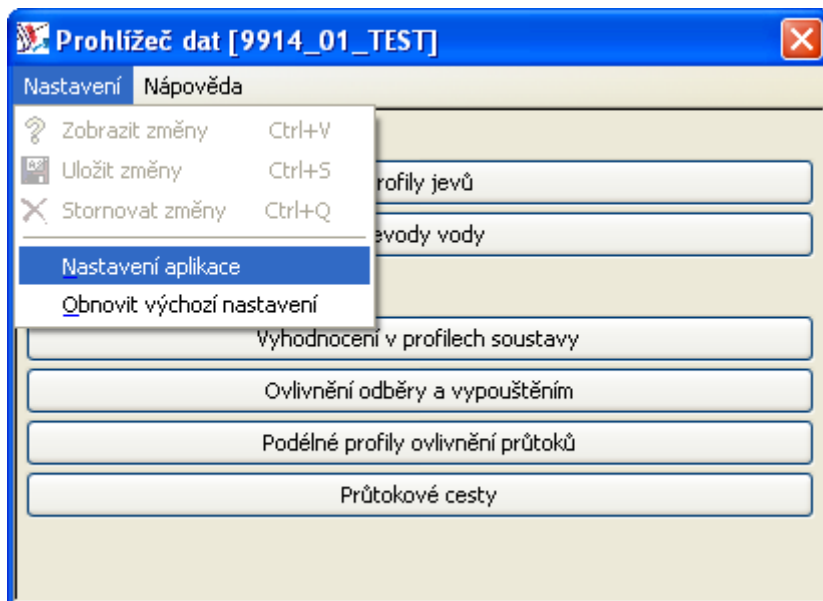 Prohlížeč dat [9914_01_TEST]
Nastavení Nápověda
Zobrazit změny Ctrl+V
Uložit změny Ctrl+S
Stornovat změny Ctrl+Q
Nastavení aplikace
Obnovit výchozí nastavení
rofily jevů
evody vody
Vyhodnocení v profilech soustavy
Ovlivnění odběry a vypouštěním
Podélné profily ovlivnění průtoků
Průtokové cesty